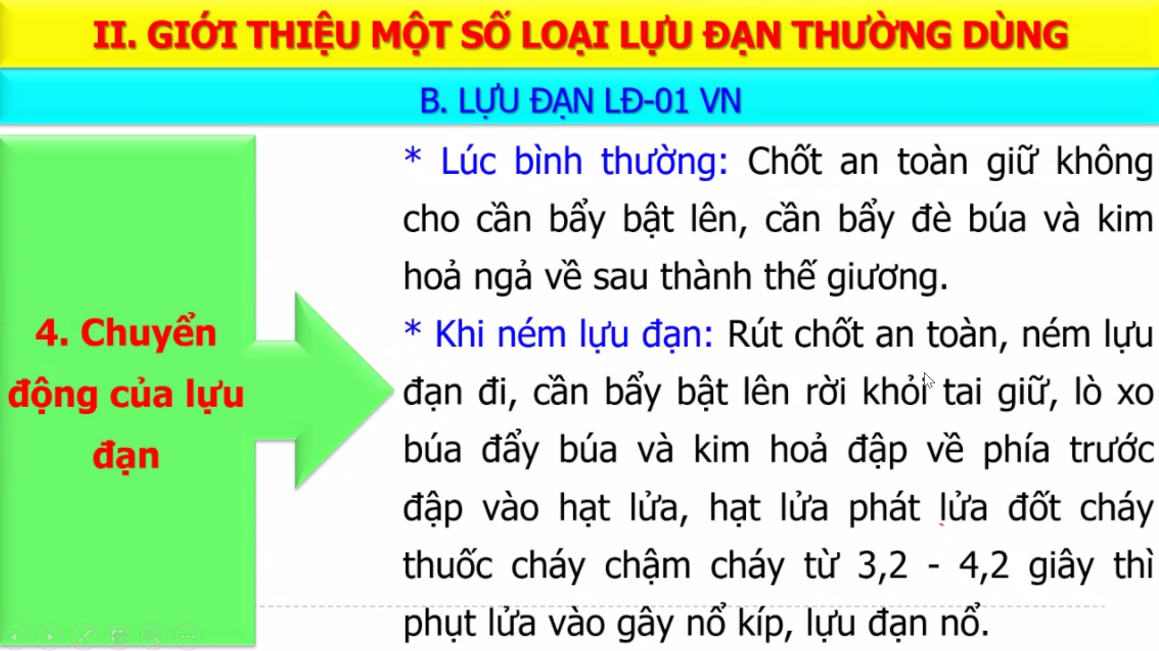 II. GIỚI THIỆU MỘT SỐ LOẠI LỰU ĐẠN THƯỜNG DÙNG
B. LỰU ĐẠN LĐ-01 VN
4. Chuyển
động của lựu
đạn
* Lúc bình thường: Chốt an toàn giữ không
cho cần bẩy bật lên, cần bẩy đè búa và kim
hoả ngả về sau thành thế giương.
* Khi ném lựu đạn: Rút chốt an toàn, ném lựu
đạn đi, cần bẩy bật lên rời khỏi tai giữ, lò xo
búa đẩy búa và kim hoả đập về phía trước
đập vào hạt lửa, hạt lửa phát lửa đốt cháy
thuốc cháy chậm cháy từ 3,2 - 4,2 giây thì
phụt lửa vào gây nổ kíp, lựu đạn nổ.